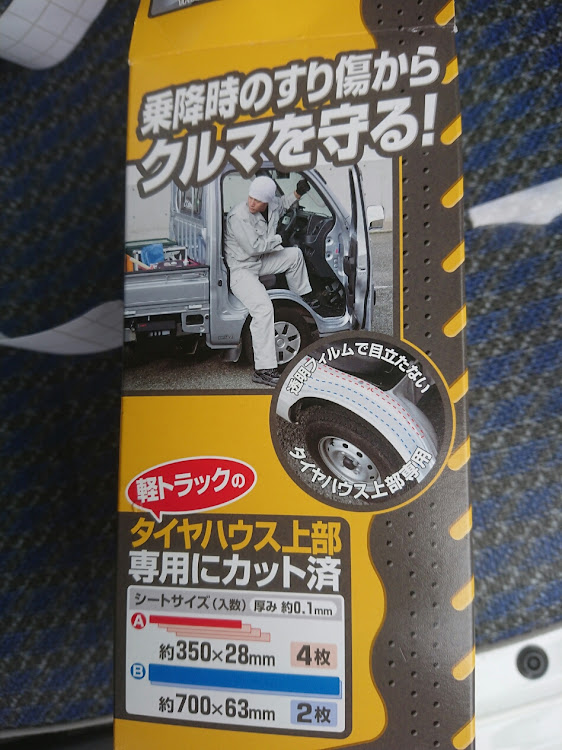 乗降時のすり傷から
クルマを守る!
透明フィルムで目立たない
タイヤハウス上部専用
軽トラックの
タイヤハウス上部
専用にカット済
シートサイズ(入数) 厚み 約0.1mm
A
約350×28mm 4枚
B
約700×63mm 2枚